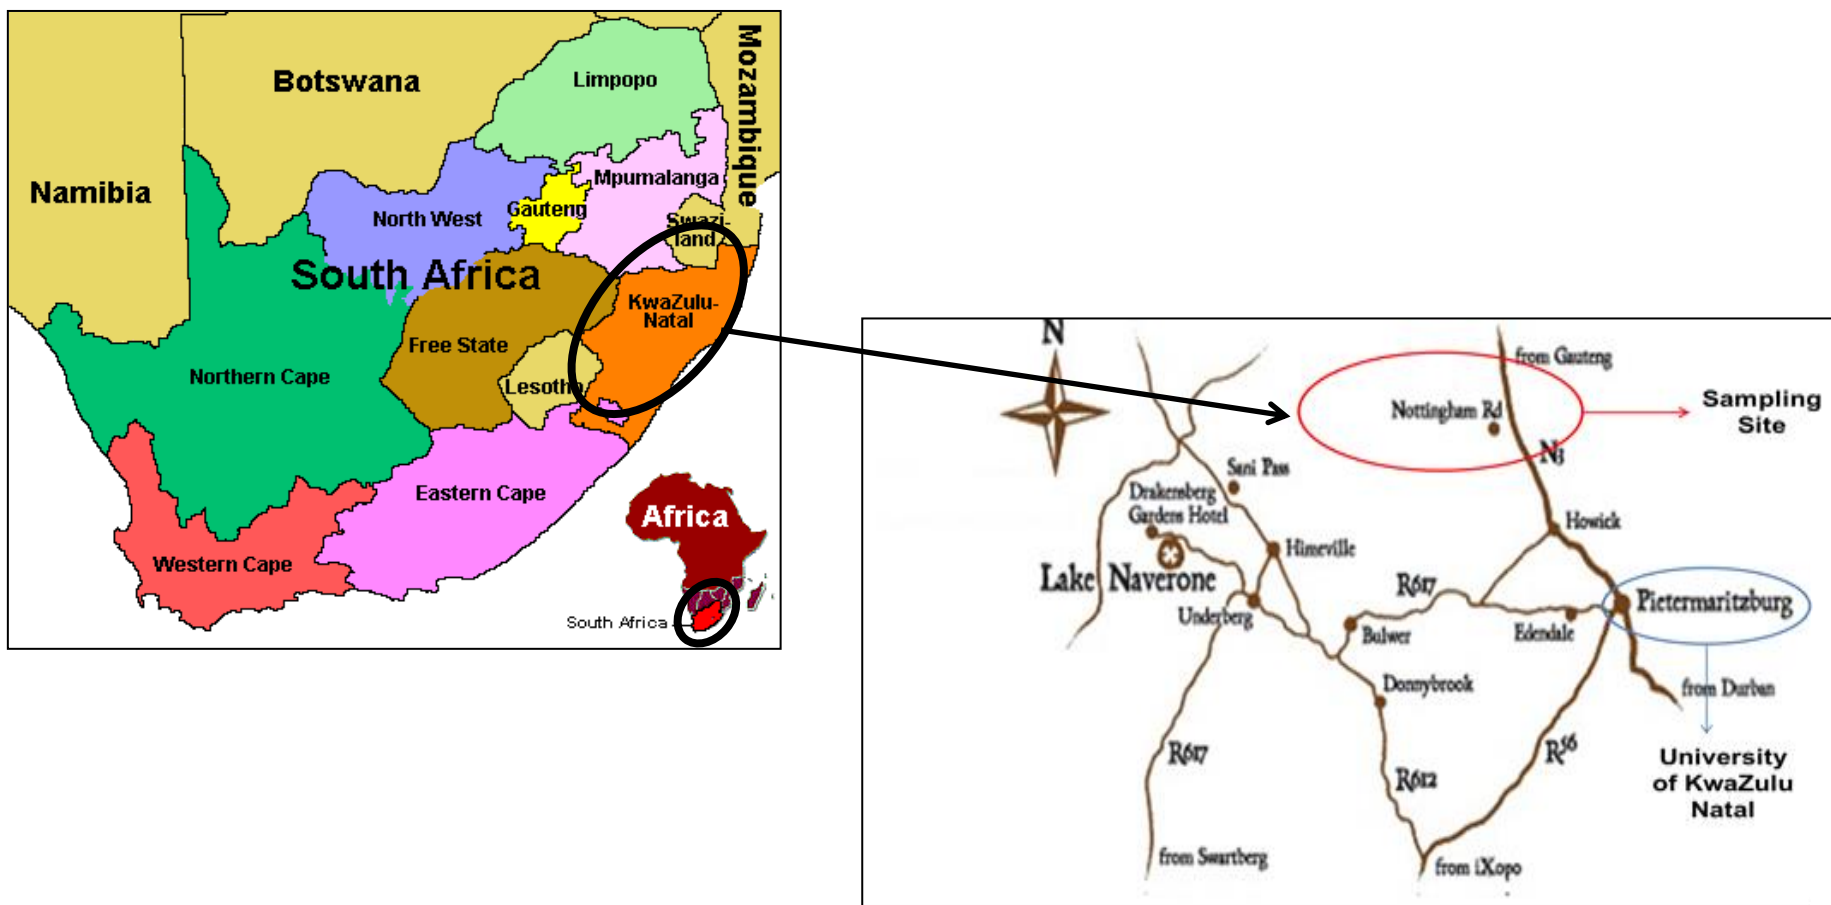 Botswana
Limpopo
Mozambique
Namibia
Mpumalanga
North West
Gauteng
Swazi-
land
South Africa
KwaZulu-
Natal
Free State
Northern Cape
Lesotho
Eastern Cape
Africa
Western Cape
South Africa
N
from Gauteng
Nottingham Rd
Sampling
Site
N3
Sani Pass
Drakensberg
Gardens Hotel
Howick
Himeville
Lake Naverone
R617
Pietermaritzburg
Underberg
Bulwer
Edendale
Donnybrook
from Durban
R617
R612
R56
University
of KwaZulu
Natal
from Swartberg
from iXopo